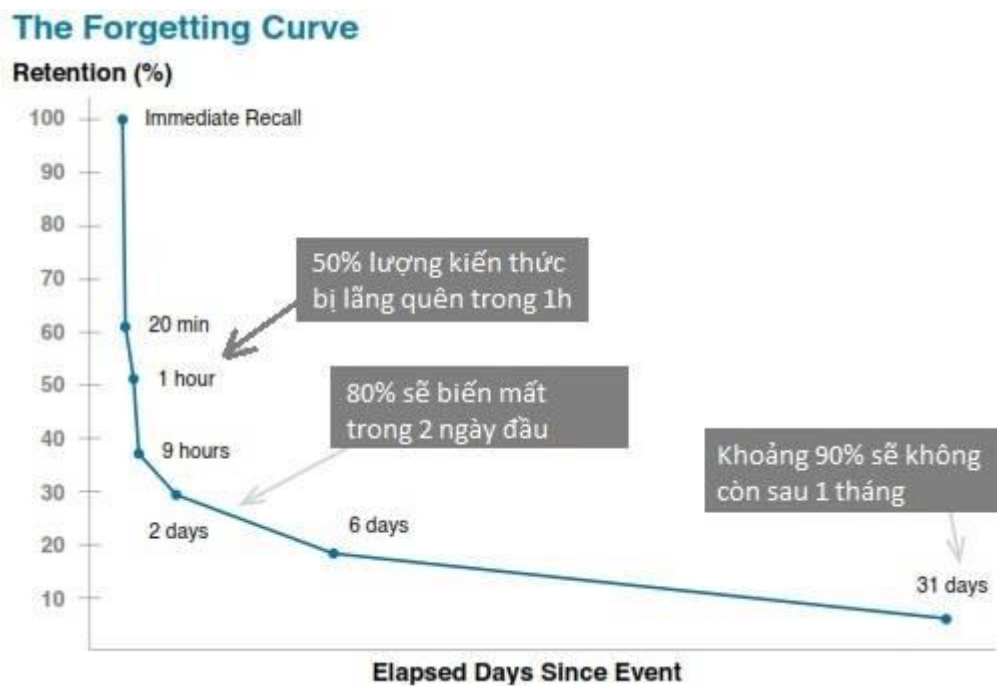 The Forgetting Curve
Retention (%)
100
Immediate Recall
90
80
70
50% lượng kiến thức
bị lãng quên trong 1h
60
20 min
50
1 hour
80% sẽ biến mất
trong 2 ngày đầu
40
9 hours
Khoảng 90% sẽ không
còn sau 1 tháng
30
2 days
6 days
20
31 days
10
Elapsed Days Since Event